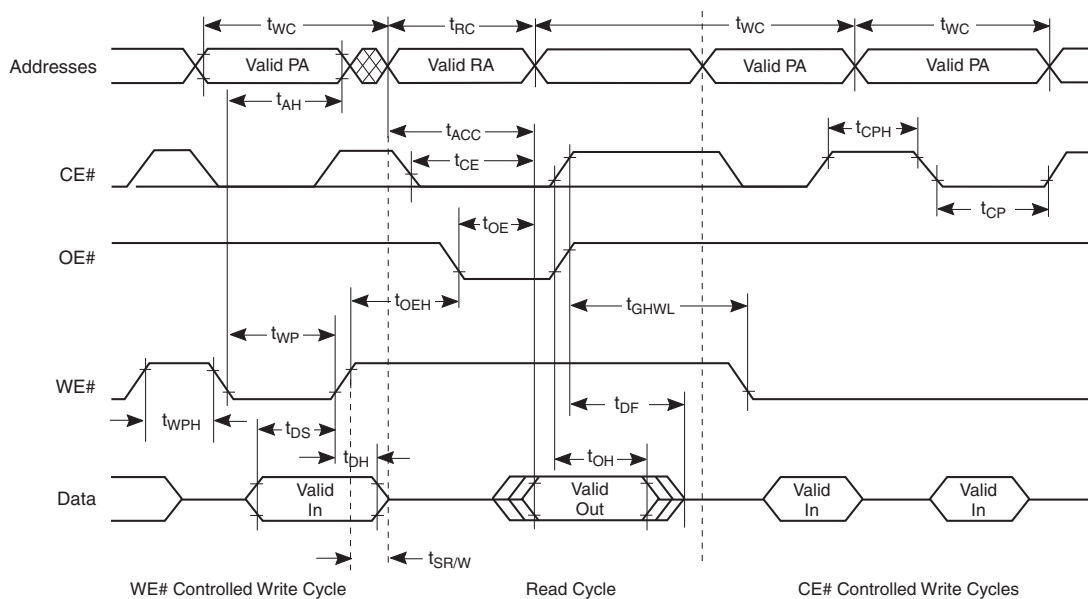 tWC tRC tWC tWC
Addresses Valid PA Valid RA Valid PA Valid PA
tAH
tACC tCPH
CE# tCE
tOE tCP
OE#
tOEH tGHWL
tWP
WE#
tWPH tDS tDF
tDH tOH
Data Valid In Valid Out Valid In Valid In
tSR/W
WE# Controlled Write Cycle Read Cycle CE# Controlled Write Cycles